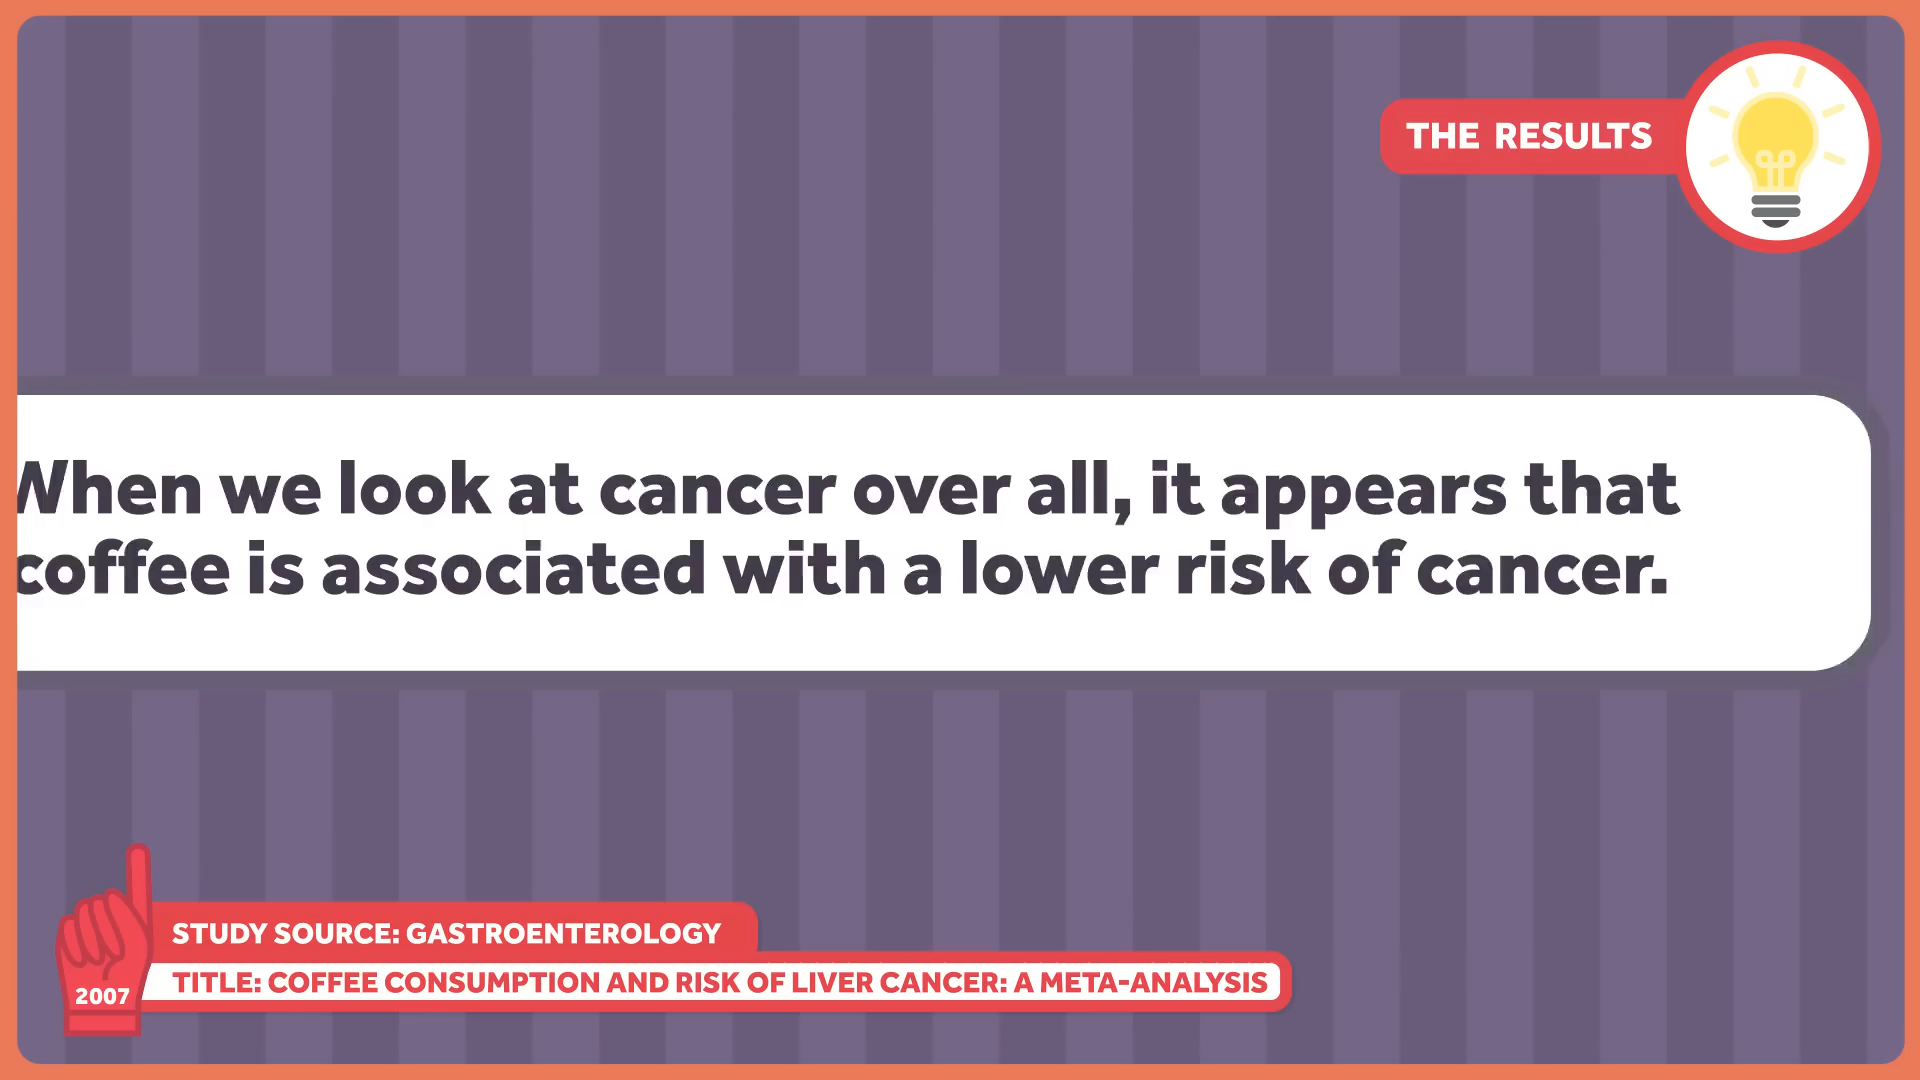 THE RESULTS
When we look at cancer over all, it appears that
coffee is associated with a lower risk of cancer.
STUDY SOURCE: GASTROENTEROLOGY
TITLE: COFFEE CONSUMPTION AND RISK OF LIVER CANCER: A META-ANALYSIS
2007